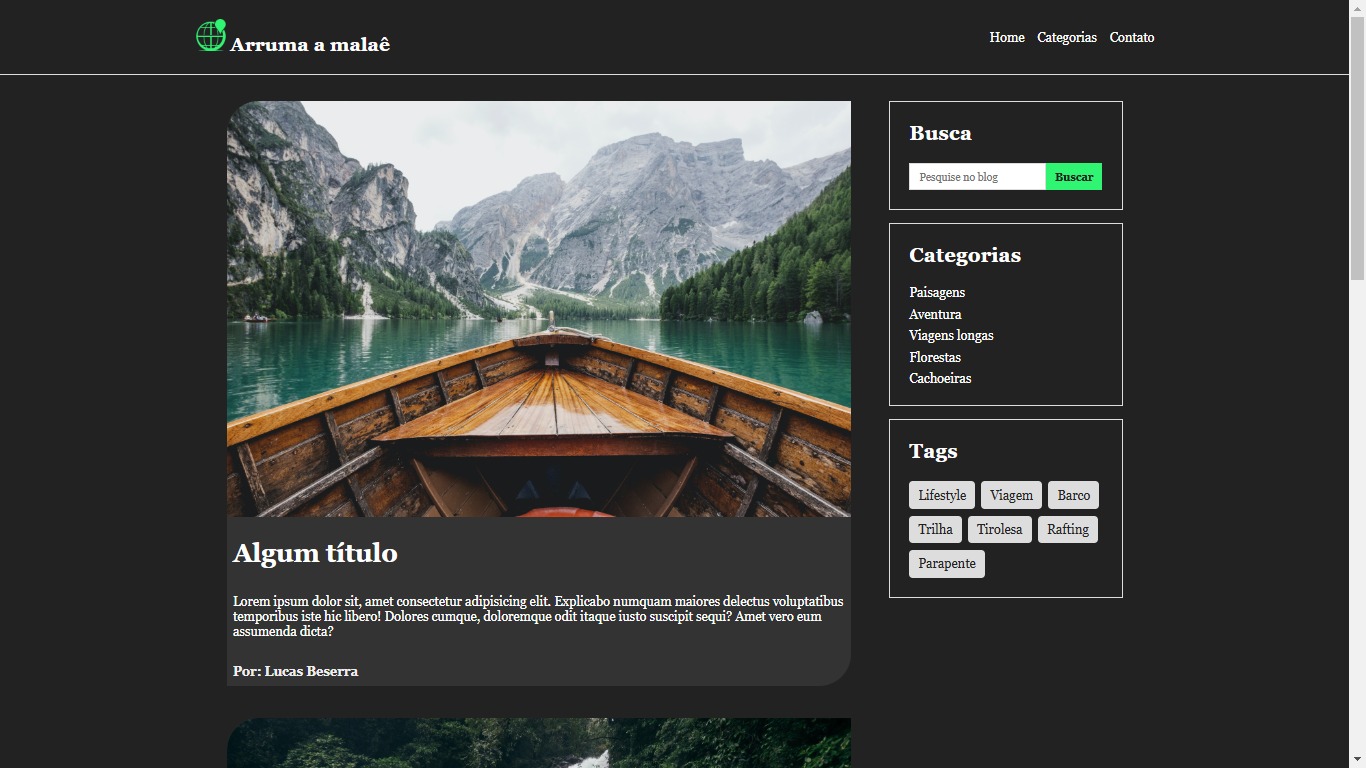 Arruma a malaê
Home Categorias Contato
Algum título
Lorem ipsum dolor sit, amet consectetur adipisicing elit. Explicabo numquam maiores delectus voluptatibus
temporibus iste hic libero! Dolores cumque, doloremque odit itaque iusto suscipit sequi? Amet vero eum
assumenda dicta?
Por: Lucas Beserra
Busca
Pesquise no blog Buscar
Categorias
Paisagens
Aventura
Viagens longas
Florestas
Cachoeiras
Tags
Lifestyle Viagem Barco
Trilha Tirolesa Rafting
Parapente